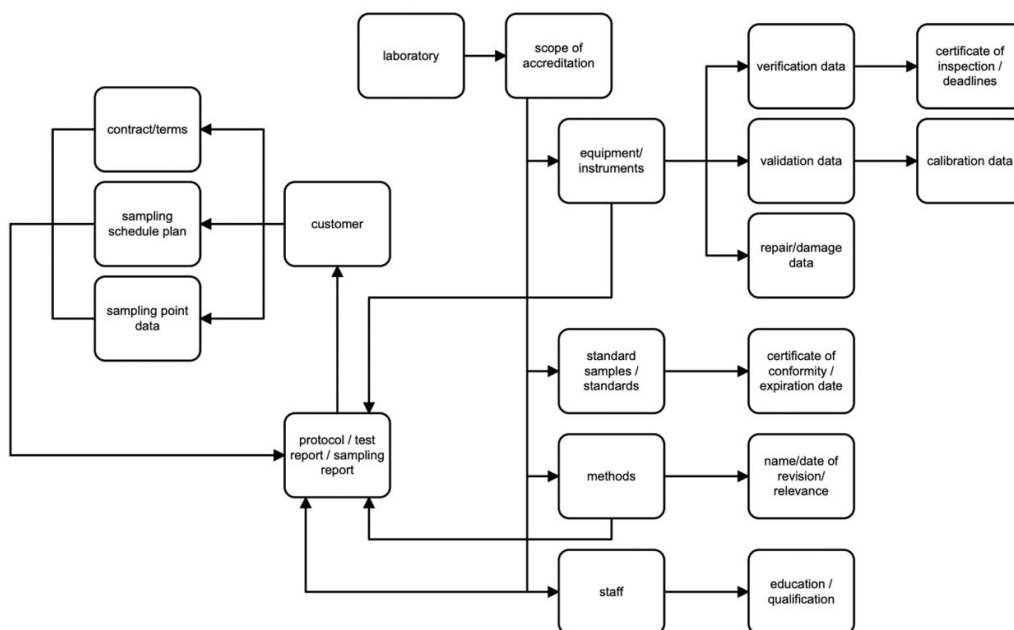 laboratory
scope of
accreditation
verification data
certificate of
inspection /
deadlines
contract/terms
equipment/
instruments
validation data
calibration data
sampling
schedule plan
customer
repair/damage
data
sampling point
data
standard
samples /
standards
certificate of
conformity /
expiration date
protocol / test
report / sampling
report
methods
name/date of
revision/
relevance
staff
education /
qualification